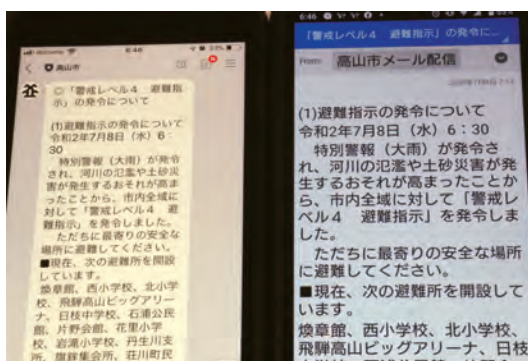 6:46
高山市
◎「警戒レベル4 避難指
示」の発令について
(1)避難指示の発令について
令和2年7月8日(水)6:
30
特別警報(大雨)が発令
され、河川の氾濫や土砂災
害が発生するおそれが高ま
ったことから、市内全域に
対して「警戒レベル4 避
難指示」を発令しました。
ただちに最寄りの安全な
場所に避難してください。
■現在、次の避難所を開設
しています。
煥章館、西小学校、北小学
校、飛騨高山ビッグアリー
ナ、日枝中学校、石浦公民
館、片野会館、花里小学
校、岩滝小学校、丹生川支
所、旗鉾集会所、荘川町民
6:46
「警戒レベル4 避難指示」の発令に...
From: 高山市メール配信
(1)避難指示の発令について
令和2年7月8日(水)6:30
特別警報(大雨)が発令さ
れ、河川の氾濫や土砂災害が発
生するおそれが高まったことか
ら、市内全域に対して「警戒レ
ベル4 避難指示」を発令しま
した。
ただちに最寄りの安全な場所
に避難してください。
■現在、次の避難所を開設して
います。
煥章館、西小学校、北小学校、
飛騨高山ビッグアリーナ、日枝